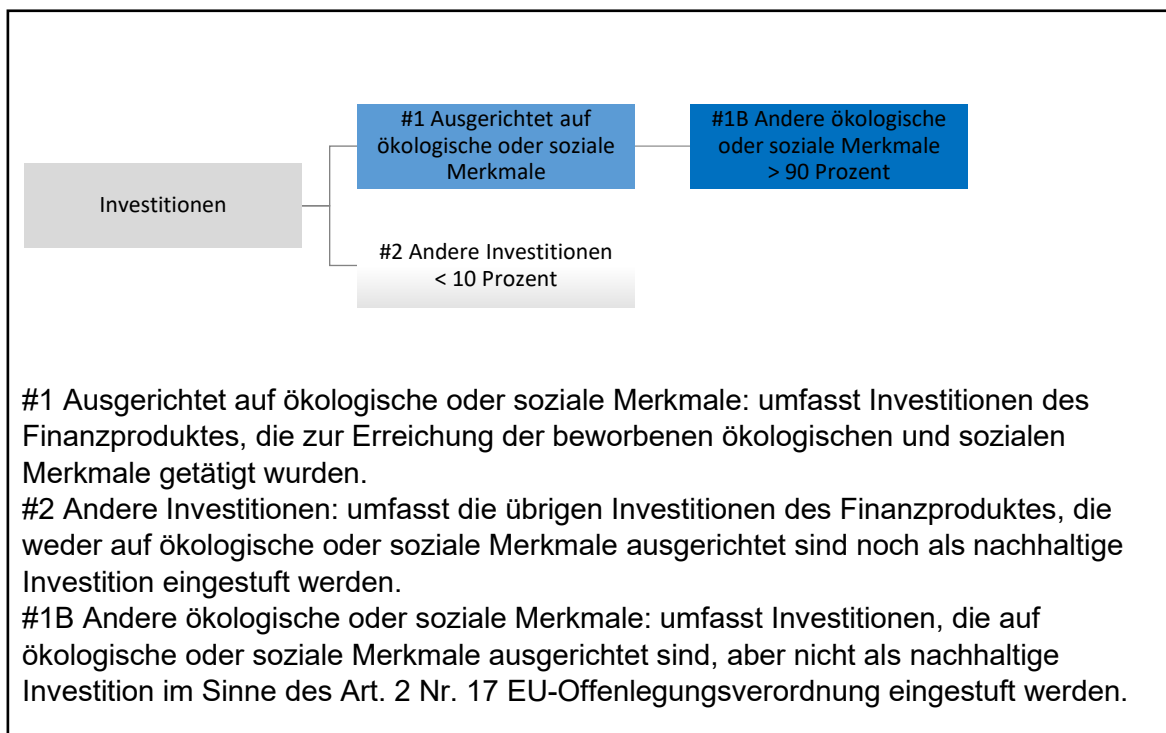 #1 Ausgerichtet auf
ökologische oder soziale
Merkmale
#1B Andere ökologische
oder soziale Merkmale
> 90 Prozent
Investitionen
#2 Andere Investitionen
< 10 Prozent
#1 Ausgerichtet auf ökologische oder soziale Merkmale: umfasst Investitionen des
Finanzproduktes, die zur Erreichung der beworbenen ökologischen und sozialen
Merkmale getätigt wurden.
#2 Andere Investitionen: umfasst die übrigen Investitionen des Finanzproduktes, die
weder auf ökologische oder soziale Merkmale ausgerichtet sind noch als nachhaltige
Investition eingestuft werden.
#1B Andere ökologische oder soziale Merkmale: umfasst Investitionen, die auf
ökologische oder soziale Merkmale ausgerichtet sind, aber nicht als nachhaltige
Investition im Sinne des Art. 2 Nr. 17 EU-Offenlegungsverordnung eingestuft werden.